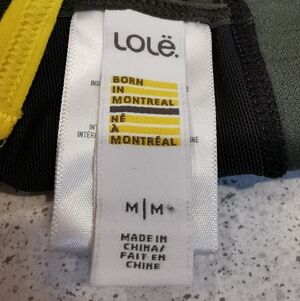 LOLË.
BORN
IN
MONTREAL
NÉ
À
MONTRÉAL
M|M
MADE IN
CHINA/
FAIT EN
CHINE